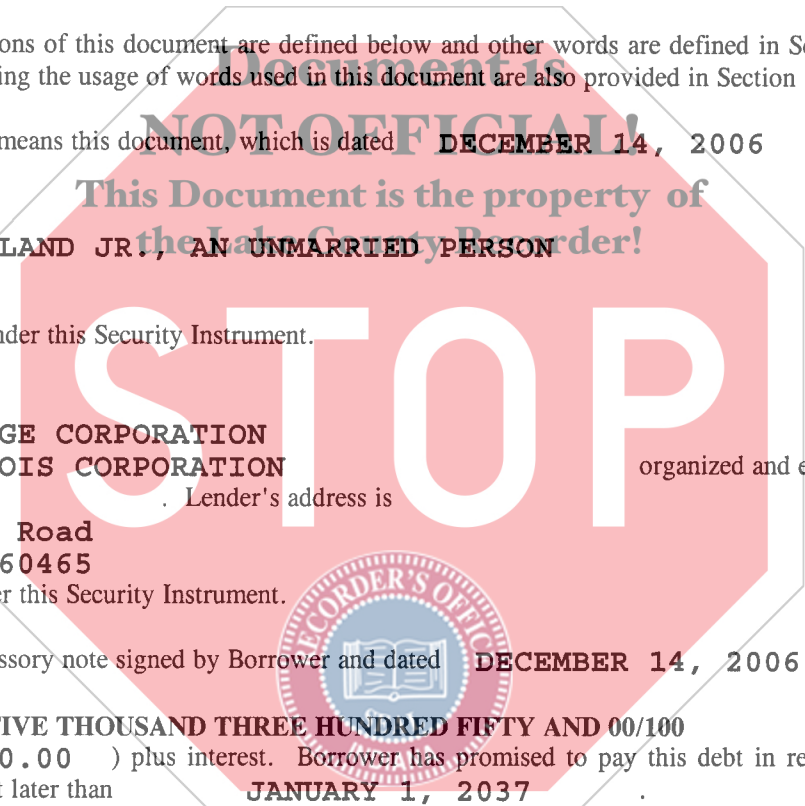 ons of this document are defined below and other words are defined in Se
ing the usage of words used in this document are also provided in Section
Document is
means this document, which is dated DECEMBER 14, 2006
NOT OFFICIAL!
This Document is the property of
LAND JR., AN UNMARRIED PERSON
the Lake County Recorder!
nder this Security Instrument.
STOP
GE CORPORATION
OIS CORPORATION organized and e
. Lender's address is
Road
60465
er this Security Instrument.
RECORDER'S OFFICE
ssory note signed by Borrower and dated DECEMBER 14, 2006
SEAL
IVE THOUSAND THREE HUNDRED FIFTY AND 00/100
0.00 ) plus interest. Borrower has promised to pay this debt in re
t later than JANUARY 1, 2037 .